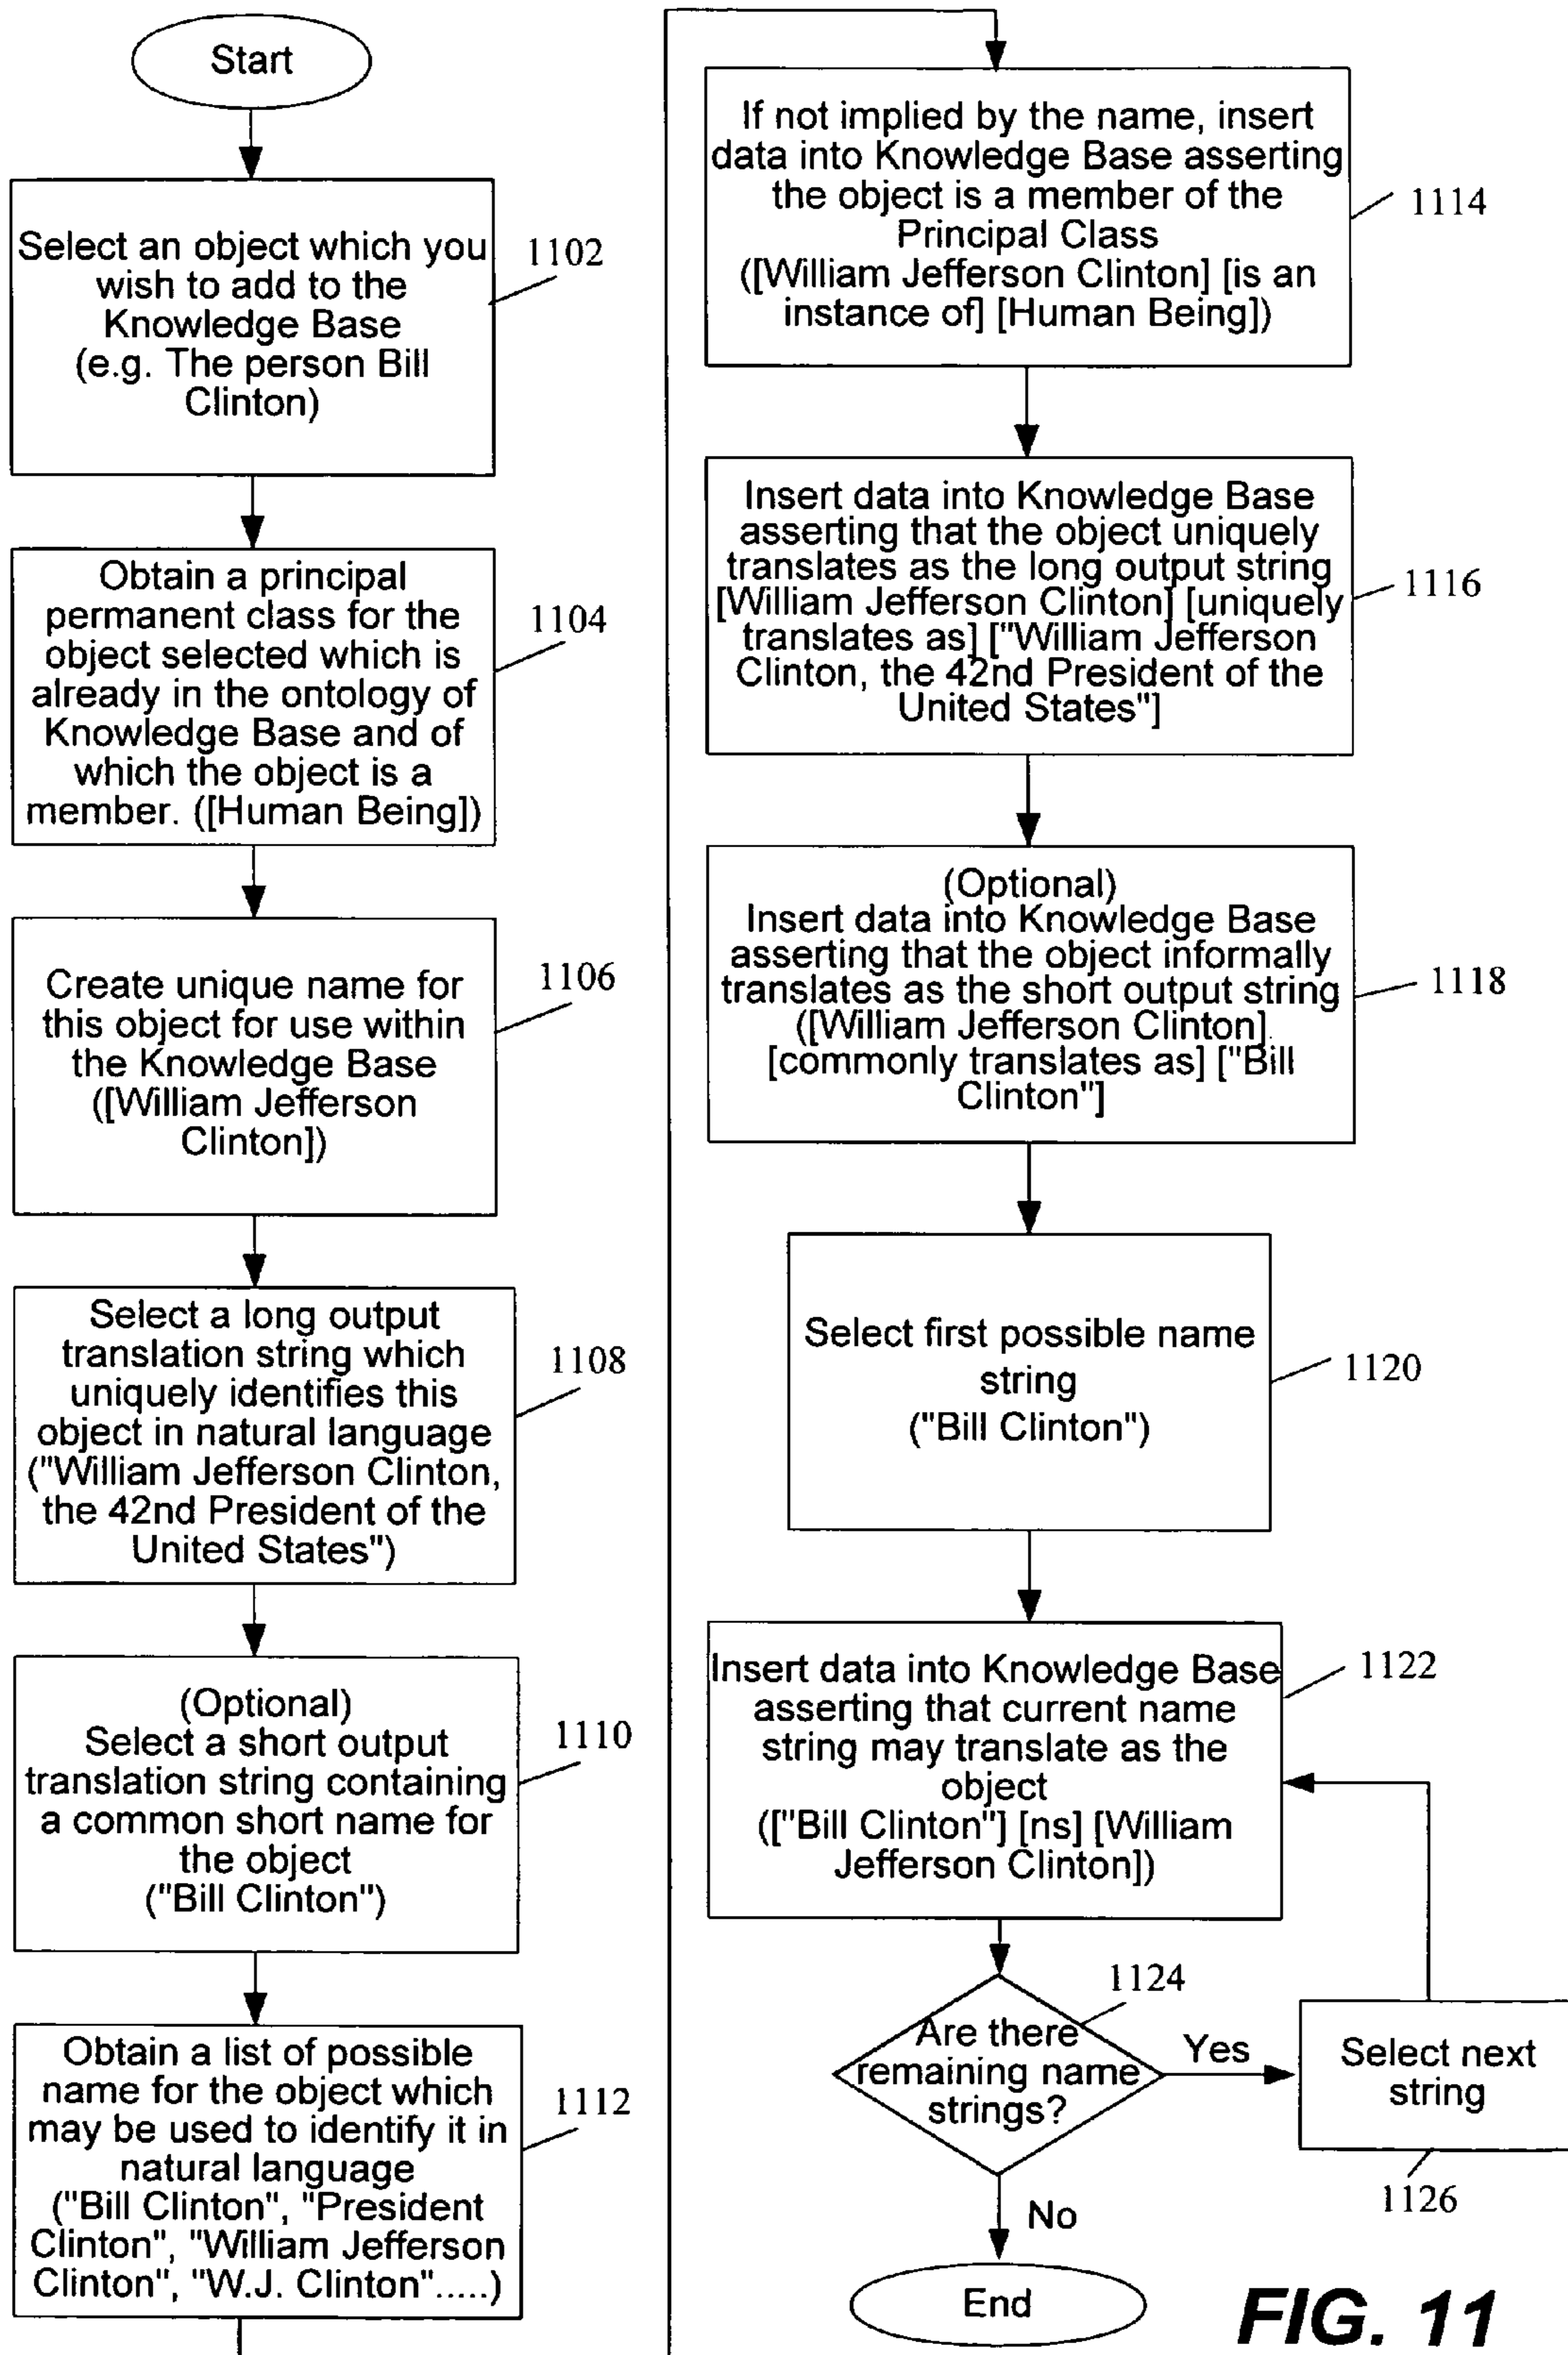 Start
Select an object which you
wish to add to the
Knowledge Base
(e.g. The person Bill
Clinton)
1102
Obtain a principal
permanent class for the
object selected which is
already in the ontology of
Knowledge Base and of
which the object is a
member. ([Human Being])
1104
Create unique name for
this object for use within
the Knowledge Base
([William Jefferson
Clinton])
1106
Select a long output
translation string which
uniquely identifies this
object in natural language
("William Jefferson Clinton,
the 42nd President of the
United States")
1108
(Optional)
Select a short output
translation string containing
a common short name for
the object
("Bill Clinton")
1110
Obtain a list of possible
name for the object which
may be used to identify it in
natural language
("Bill Clinton", "President
Clinton", "William Jefferson
Clinton", "W.J. Clinton".....)
1112
If not implied by the name, insert
data into Knowledge Base asserting
the object is a member of the
Principal Class
([William Jefferson Clinton] [is an
instance of] [Human Being])
1114
Insert data into Knowledge Base
asserting that the object uniquely
translates as the long output string
[William Jefferson Clinton] [uniquely
translates as] ["William Jefferson
Clinton, the 42nd President of the
United States"]
1116
(Optional)
Insert data into Knowledge Base
asserting that the object informally
translates as the short output string
([William Jefferson Clinton]
[commonly translates as] ["Bill
Clinton"]
1118
Select first possible name
string
("Bill Clinton")
1120
Insert data into Knowledge Base
asserting that current name
string may translate as the
object
(["Bill Clinton"] [ns] [William
Jefferson Clinton])
1122
Are there
remaining name
strings?
1124
Yes
Select next
string
1126
No
End
FIG. 11